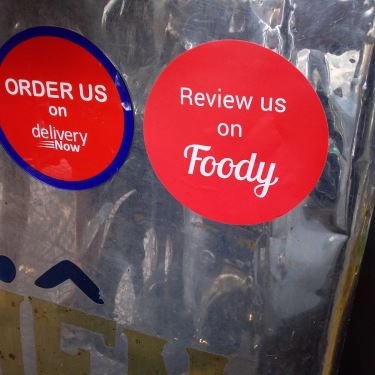 ORDER US
on
delivery
Now
Review us
on
Foody